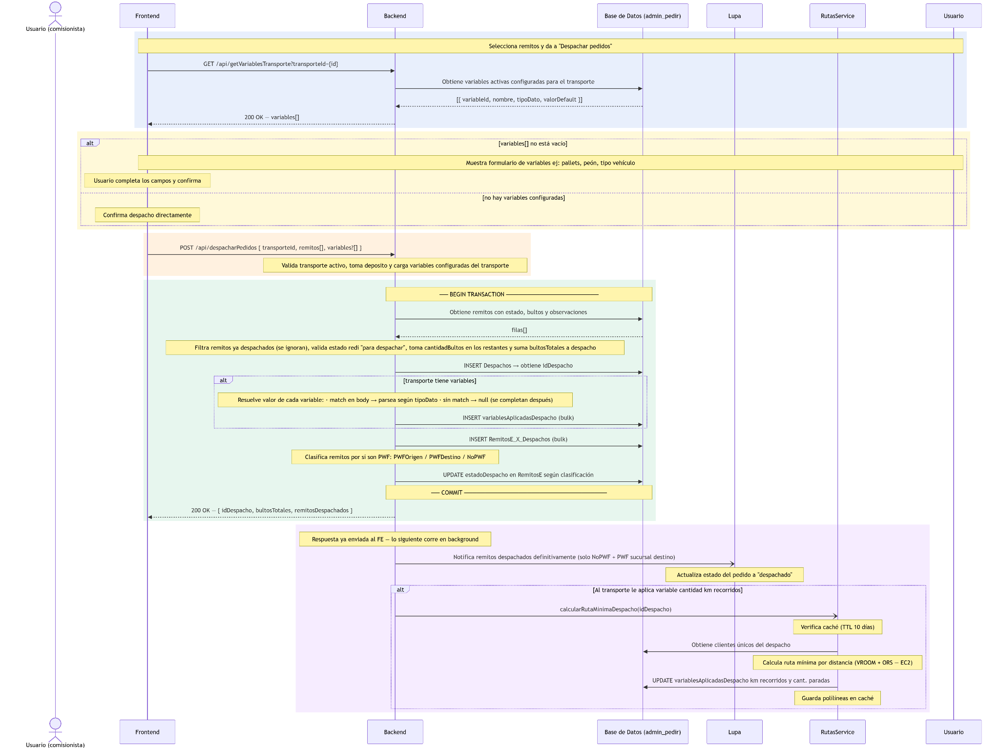 Usuario (comisionista)
Frontend
Backend
Base de Datos (admin_pedir)
Lupa
RutasService
Usuario
Selecciona remitos y da a "Despachar pedidos"
GET /api/getVariablesTransporte?transporteId={id}
Obtiene variables activas configuradas para el transporte
[{ variableId, nombre, tipoDato, valorDefault }]
200 OK — variables[]
alt
[variables[] no está vacío]
Muestra formulario de variables ej: pallets, peón, tipo vehículo
Usuario completa los campos y confirma
[no hay variables configuradas]
Confirma despacho directamente
POST /api/despacharPedidos { transporteId, remitos[], variables?[] }
Valida transporte activo, toma deposito y carga variables configuradas del transporte
── BEGIN TRANSACTION ──────────────────────
Obtiene remitos con estado, bultos y observaciones
filas[]
Filtra remitos ya despachados (se ignoran), valida estado redi "para despachar", toma cantidadBultos en los restantes y suma bultosTotales a despacho
INSERT Despachos → obtiene idDespacho
alt
[transporte tiene variables]
Resuelve valor de cada variable: · match en body → parsea según tipoDato · sin match → null (se completan después)
INSERT variablesAplicadasDespacho (bulk)
INSERT RemitosE_X_Despachos (bulk)
Clasifica remitos por si son PWF: PWFOrigen / PWFDestino / NoPWF
UPDATE estadoDespacho en RemitosE según clasificación
── COMMIT ──────────────────────────────────
200 OK — { idDespacho, bultosTotales, remitosDespachados }
Respuesta ya enviada al FE — lo siguiente corre en background
Notifica remitos despachados definitivamente (solo NoPWF + PWF sucursal destino)
Actualiza estado del pedido a "despachado"
alt
[Al transporte le aplica variable cantidad km recorridos]
calcularRutaMinimaDespacho(idDespacho)
Verifica caché (TTL 10 días)
Obtiene clientes únicos del despacho
Calcula ruta mínima por distancia (VROOM + ORS — EC2)
UPDATE variablesAplicadasDespacho km recorridos y cant. paradas
Guarda polilíneas en caché
Usuario (comisionista)
Frontend
Backend
Base de Datos (admin_pedir)
Lupa
RutasService
Usuario